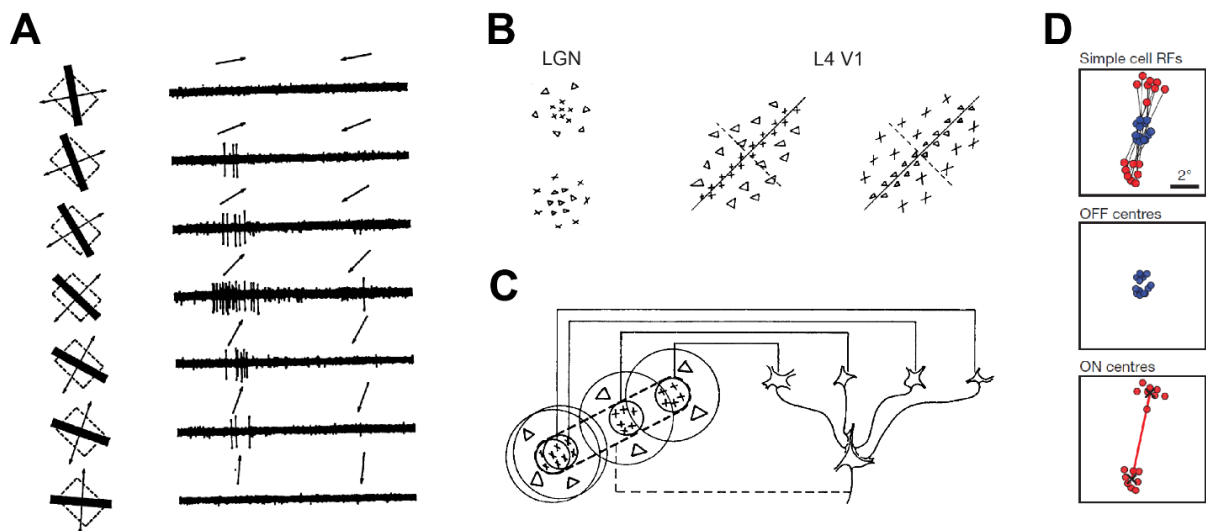 A
B
LGN
L4 V1
C
D
Simple cell RFs
2°
OFF centres
ON centres